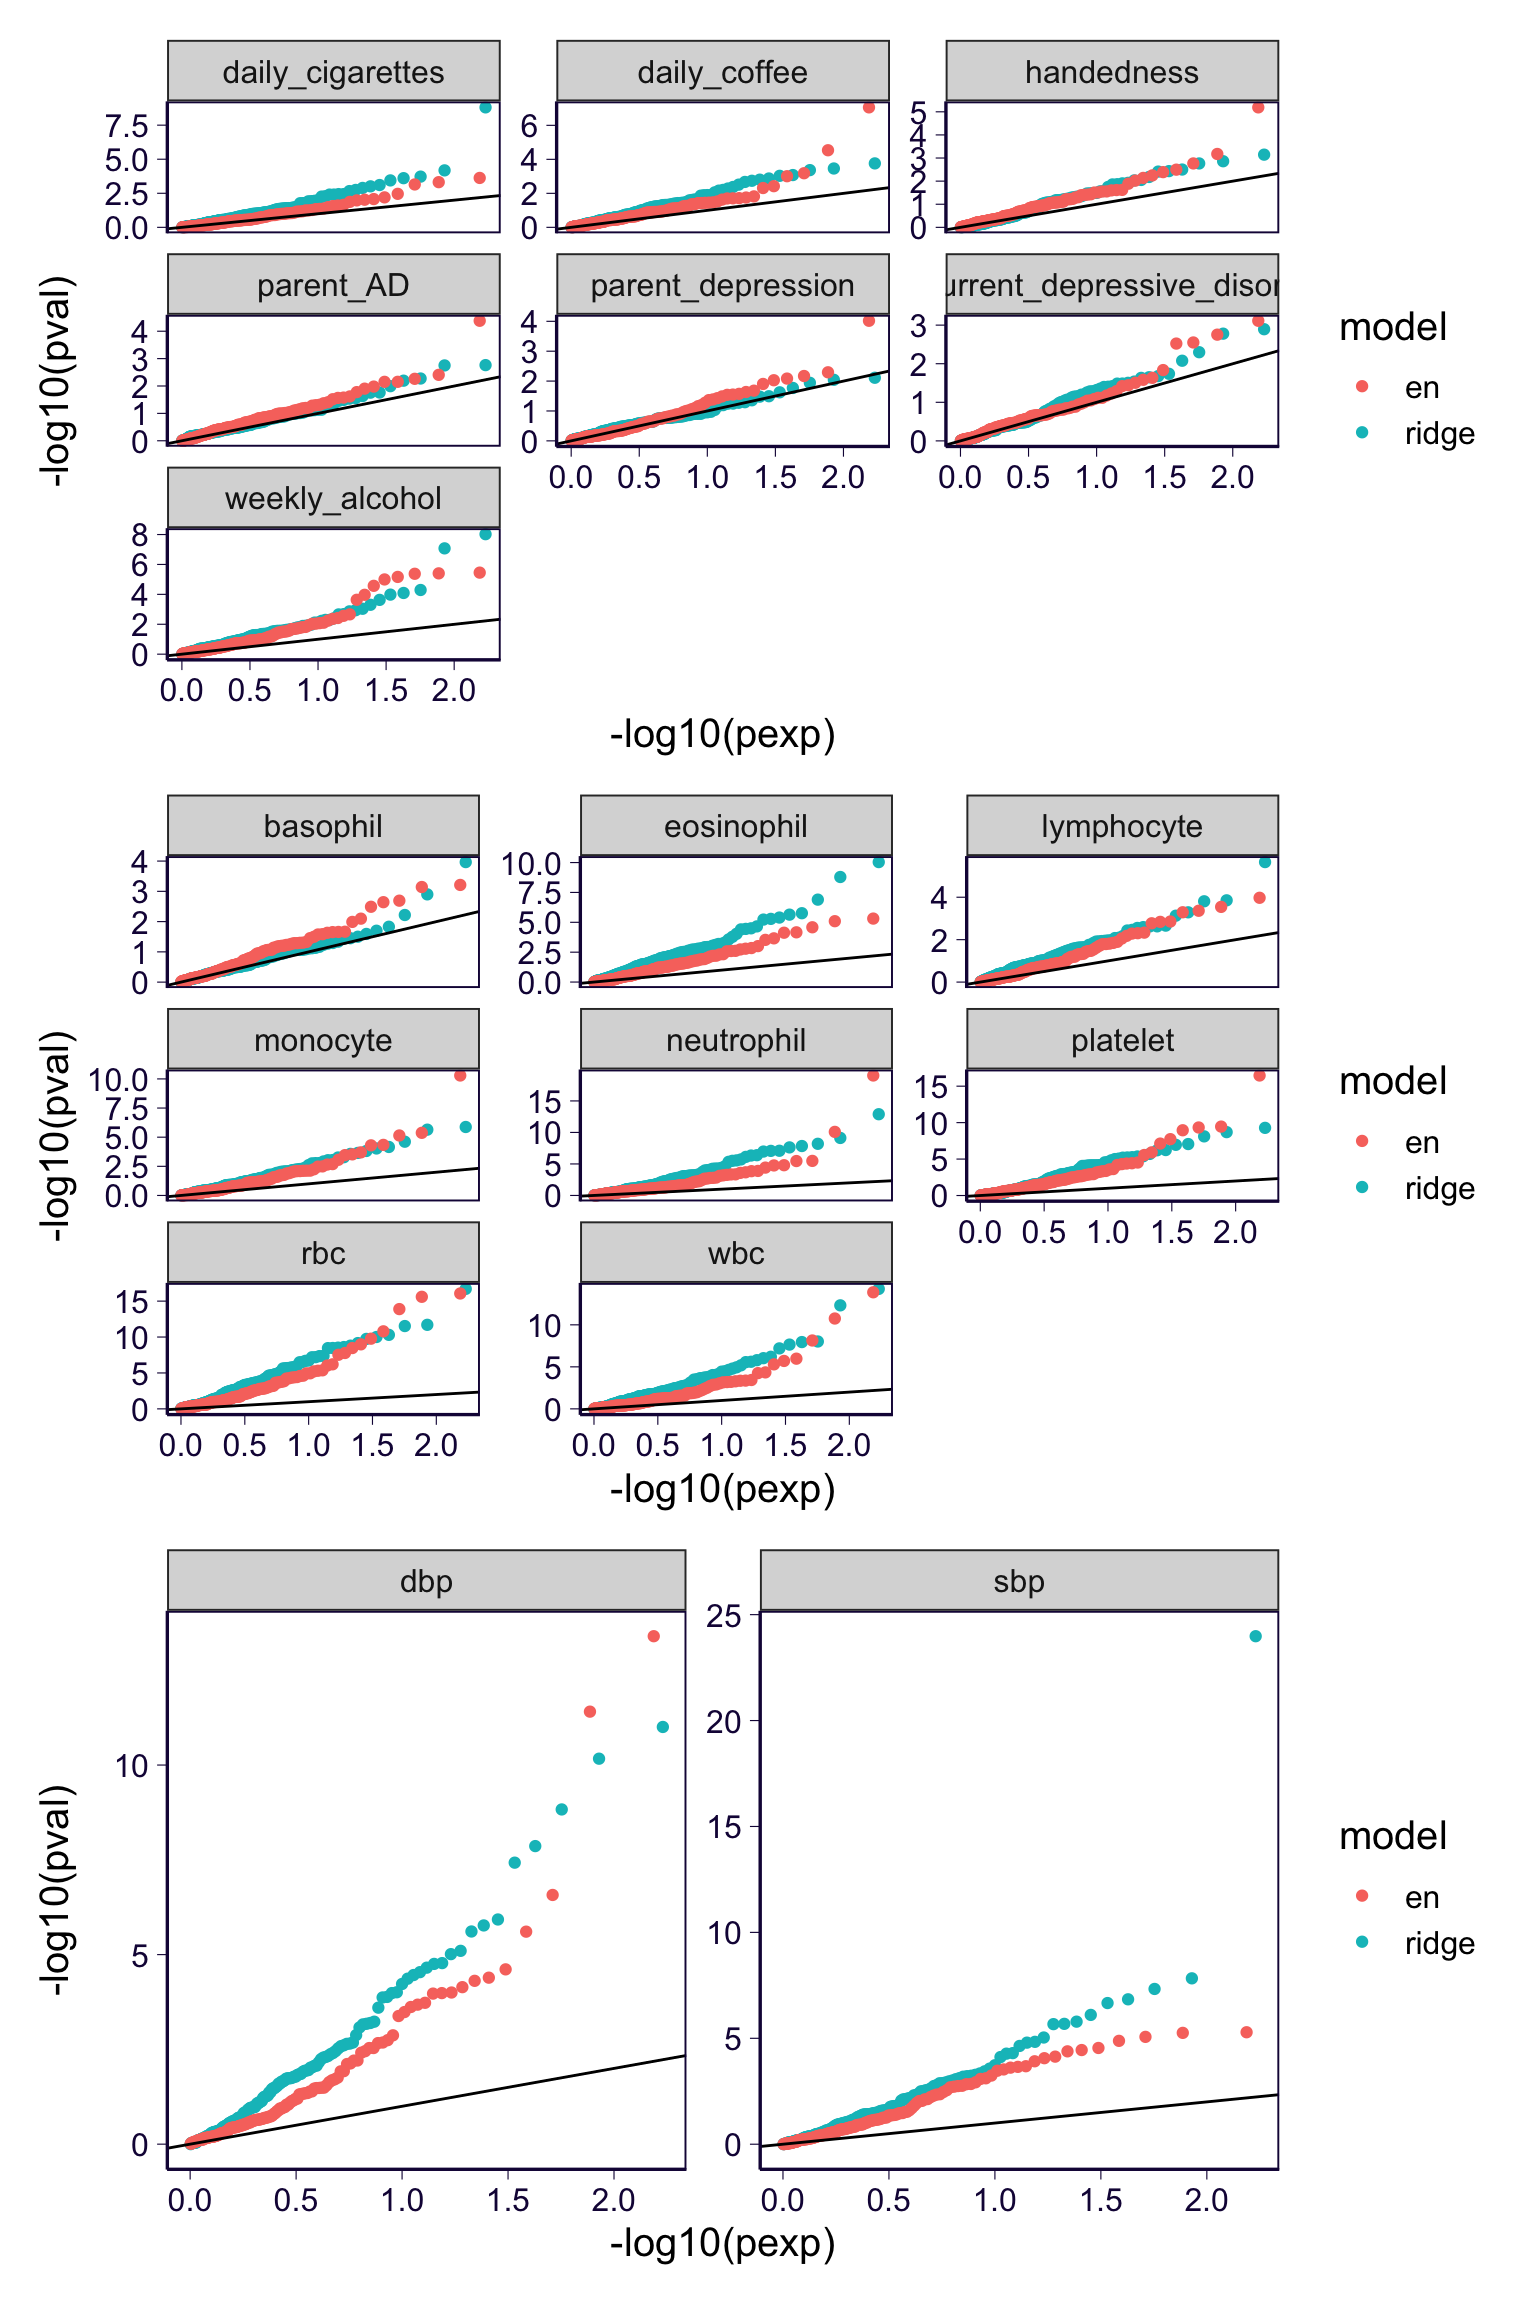 daily_cigarettes daily_coffee handedness
7.5 5.0 2.5 0.0
6 4 2 0
5 4 3 2 1 0
parent_AD parent_depression urrent_depressive_disor
4 3 2 1 0
4 3 2 1 0
3 2 1 0
0.0 0.5 1.0 1.5 2.0
0.0 0.5 1.0 1.5 2.0
weekly_alcohol
8 6 4 2 0
0.0 0.5 1.0 1.5 2.0
-log10(pexp)
-log10(pval)
model
en
ridge
basophil eosinophil lymphocyte
4 3 2 1 0
10.0 7.5 5.0 2.5 0.0
4 2 0
monocyte neutrophil platelet
10.0 7.5 5.0 2.5 0.0
15 10 5 0
15 10 5 0
0.0 0.5 1.0 1.5 2.0
rbc wbc
15 10 5 0
10 5 0
0.0 0.5 1.0 1.5 2.0
0.0 0.5 1.0 1.5 2.0
-log10(pexp)
-log10(pval)
model
en
ridge
dbp sbp
10 5 0
25 20 15 10 5 0
0.0 0.5 1.0 1.5 2.0
0.0 0.5 1.0 1.5 2.0
-log10(pexp)
-log10(pval)
model
en
ridge